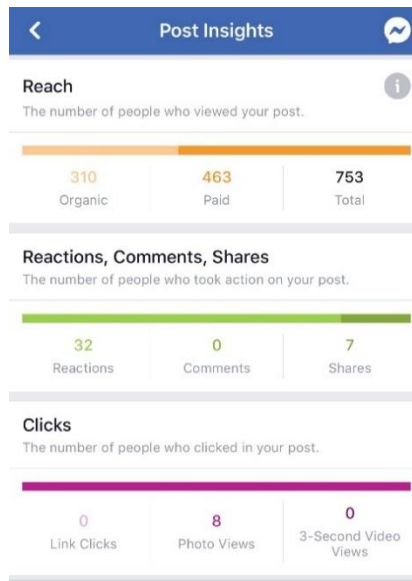 Post Insights
Reach
The number of people who viewed your post.
310 463 753
Organic Paid Total
Reactions, Comments, Shares
The number of people who took action on your post.
32 0 7
Reactions Comments Shares
Clicks
The number of people who clicked in your post.
0 8 0
Link Clicks Photo Views 3-Second Video
Views